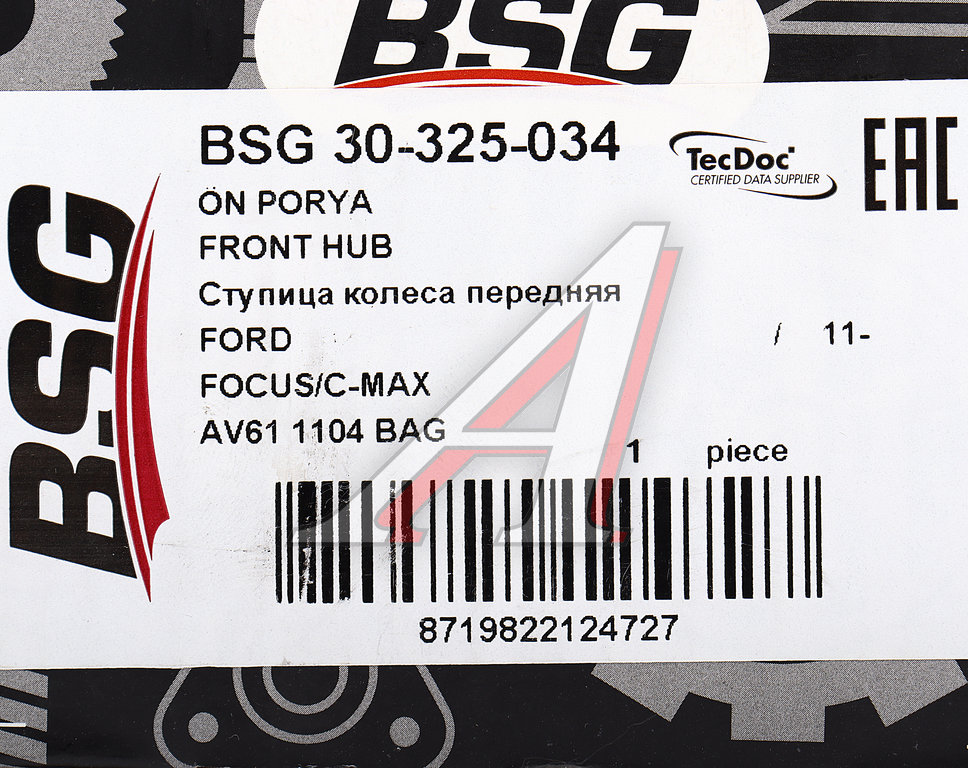 BSG
BSG
BSG 30-325-034
TecDoc
CERTIFIED DATA SUPPLIER
EAC
ÖN PORYA
FRONT HUB
Ступица колеса передняя
FORD / 11-
FOCUS/C-MAX
AV61 1104 BAG
1 piece
8719822124727